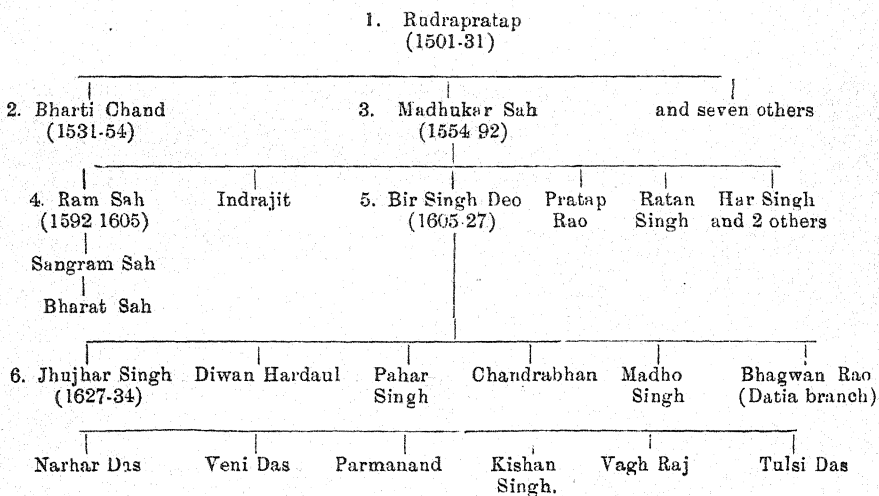 1. Rudrapratap
(1501-31)
2. Bharti Chand 3. Madhukar Sah and seven others
(1531-54) (1554 92)
4. Ram Sah Indrajit 5. Bir Singh Deo Pratap Ratan Har Singh
(1592 1605) (1605-27) Rao Singh and 2 others
Sangram Sah
Bharat Sah
6. Jhujhar Singh Diwan Hardaul Pahar Chandrabhan Madho Bhagwan Rao
(1627-34) Singh Singh (Datia branch)
Narhar Das Veni Das Parmanand Kishan Vagh Raj Tulsi Das
Singh.